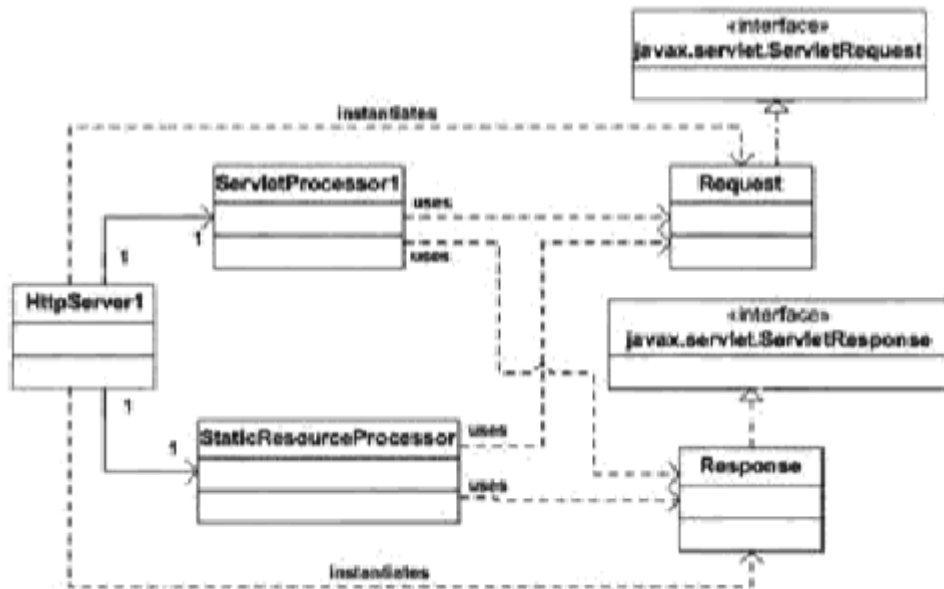 «interface»
javax.servlet.ServletRequest
instantiates
ServletProcessor1
Request
uses
uses
1
1
HttpServer1
«interface»
javax.servlet.ServletResponse
1
1
StaticResourceProcessor
uses
uses
Response
instantiates